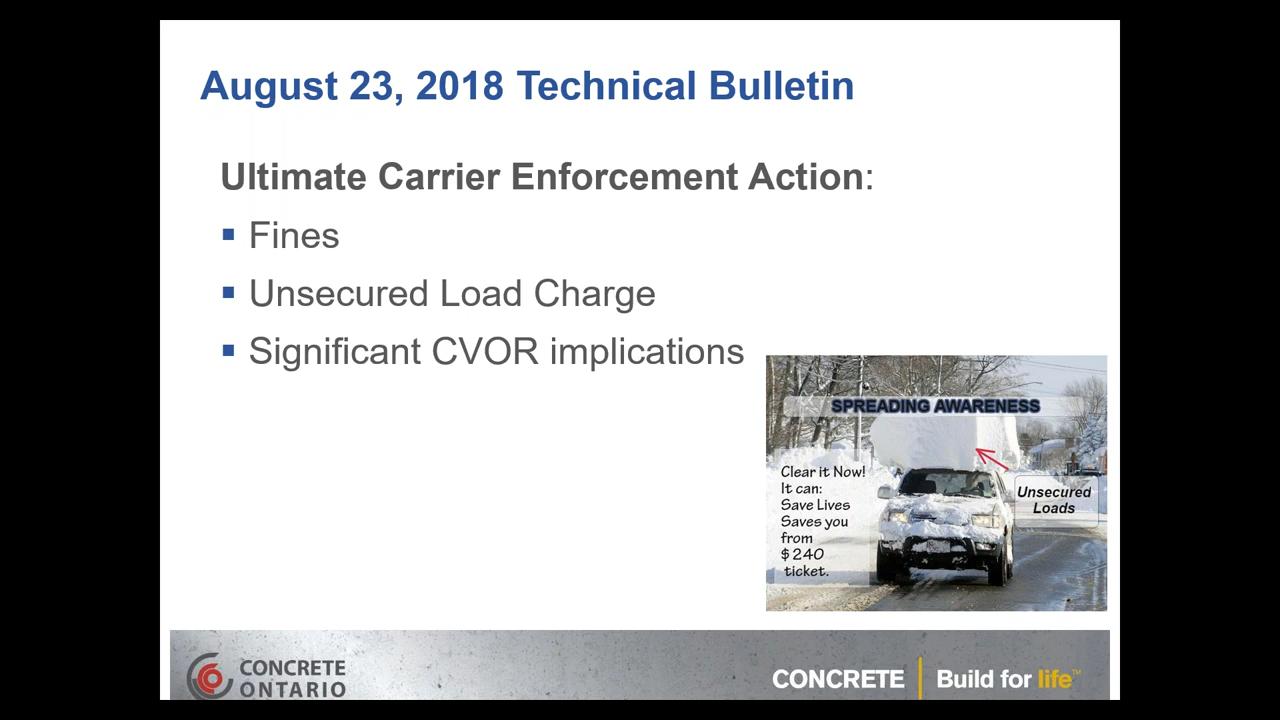 August 23, 2018 Technical Bulletin
Ultimate Carrier Enforcement Action:
Fines
Unsecured Load Charge
Significant CVOR implications
SPREADING AWARENESS
Clear it Now!
It can:
Save Lives
Saves you
from
$240
ticket.
Unsecured
Loads
CONCRETE
ONTARIO
CONCRETE | Build for life™